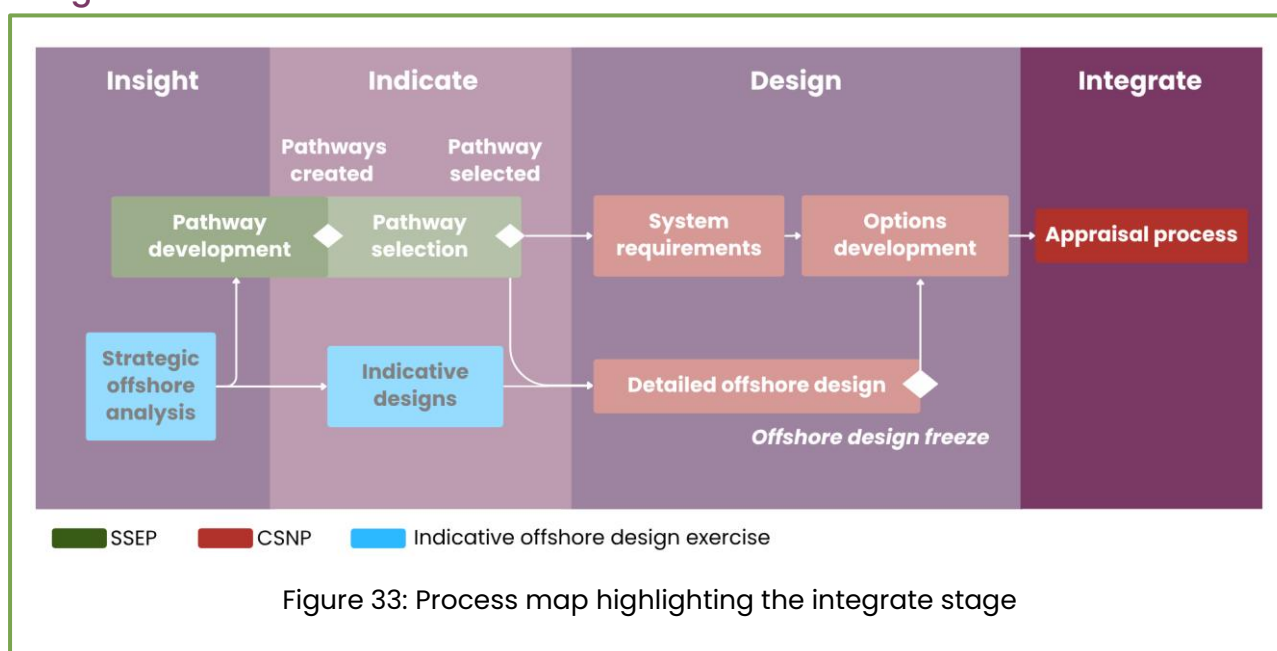 Insight
Indicate
Design
Integrate
Pathways
created
Pathway
selected
Pathway
development
Pathway
selection
System
requirements
Options
development
Appraisal process
Strategic
offshore
analysis
Indicative
designs
Detailed offshore design
Offshore design freeze
SSEP
CSNP
Indicative offshore design exercise
Figure 33: Process map highlighting the integrate stage